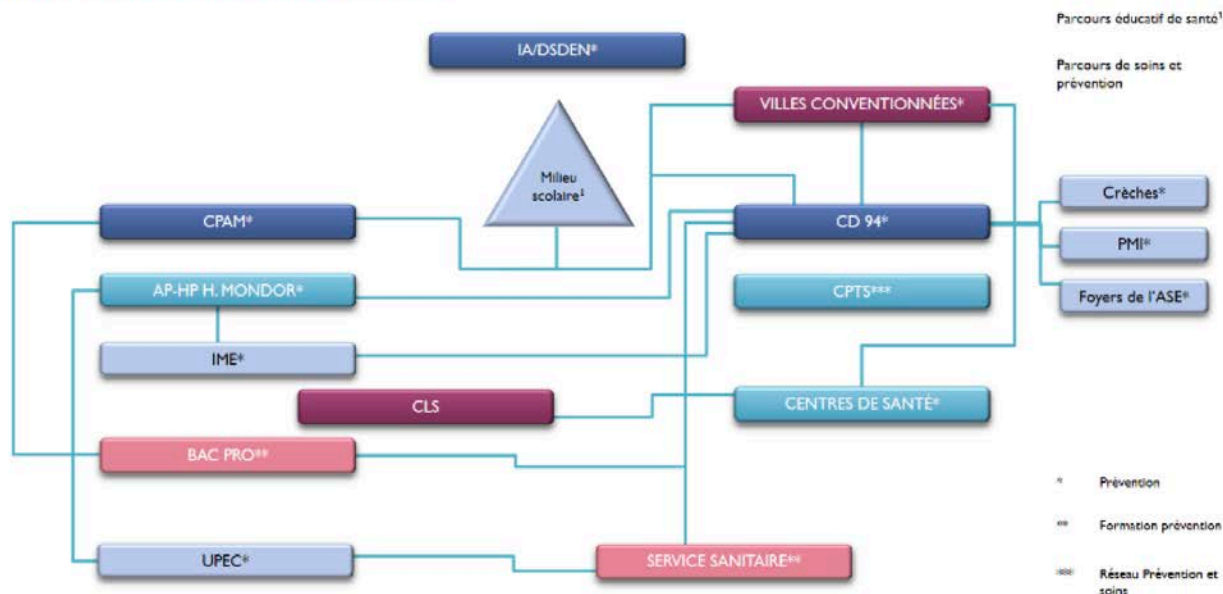 Parcours éducatif de santé¹
IA/DSDEN*
Parcours de soins et
prévention
VILLES CONVENTIONNÉES*
Milieu
scolaire¹
Crèches*
CPAM*
CD 94*
PMI*
AP-HP H. MONDOR*
CPTS***
Foyers de l'ASE*
IME*
CLS
CENTRES DE SANTÉ*
BAC PRO**
* Prévention
** Formation prévention
UPEC*
SERVICE SANITAIRE**
*** Réseau Prévention et
soins